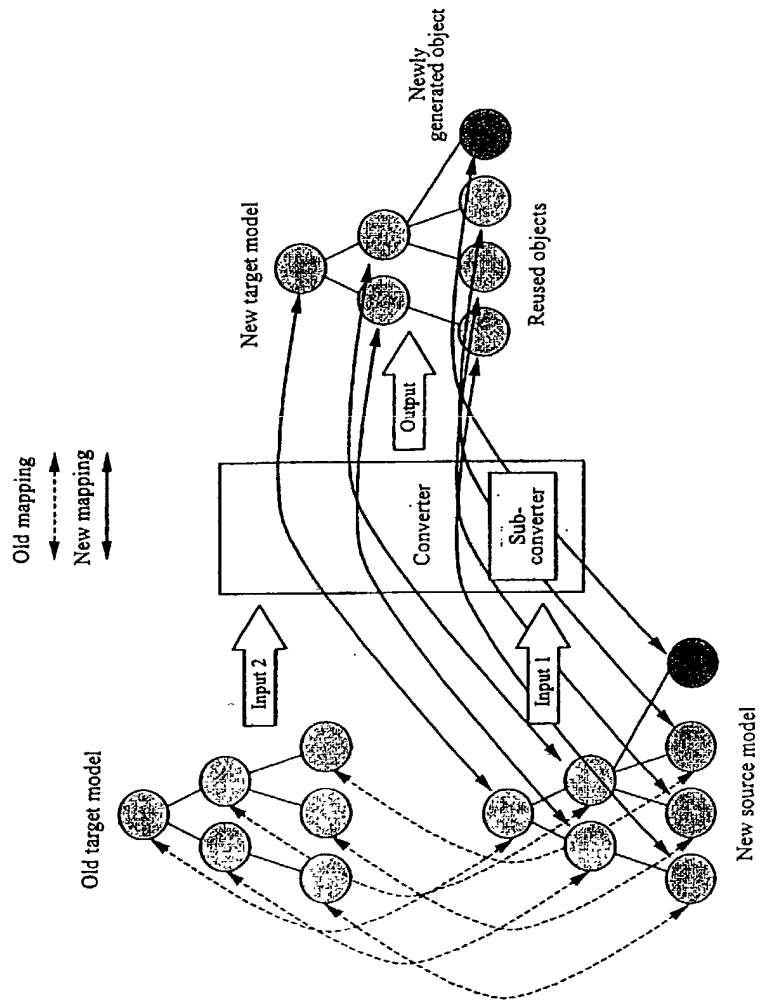 Old mapping
New mapping
Old target model
Input 2
New target model
Newly
generated object
Output
Reused objects
Converter
Sub-
converter
Input 1
New source model